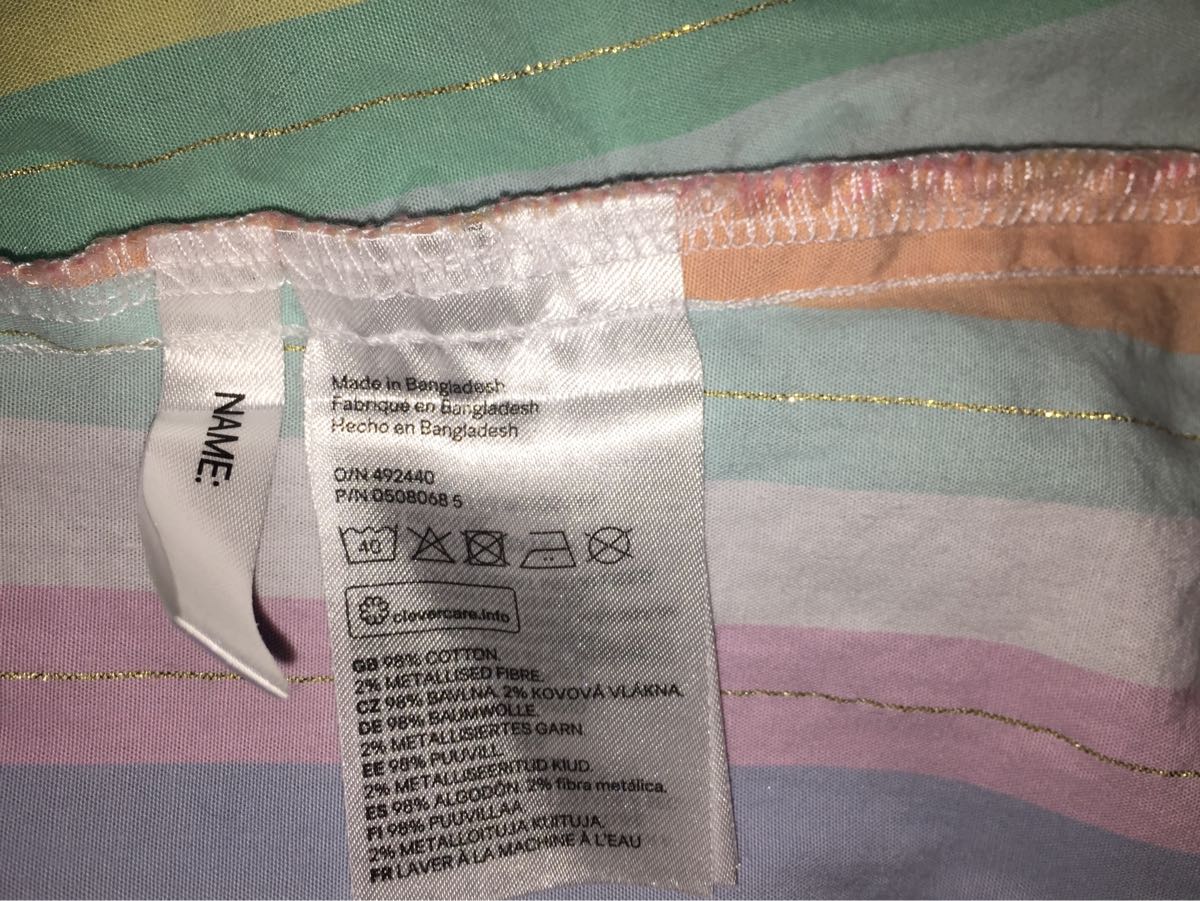 NAME:
Made in Bangladesh
Fabriqué en Bangladesh
Hecho en Bangladesh
O/N 492440
P/N 0508068 5
40
clevercare.info
GB 98% COTTON.
2% METALLISED FIBRE.
CZ 98% BAVLNA. 2% KOVOVÁ VLÁKNA.
DE 98% BAUMWOLLE.
2% METALLISIERTES GARN.
EE 98% PUUVILL.
2% METALLISEERITUD KIUD.
ES 98% ALGODÓN. 2% fibra metálica.
FI 98% PUUVILLAA.
2% METALLOITUJA KUITUJA.
FR LAVER À LA MACHINE À L'EAU